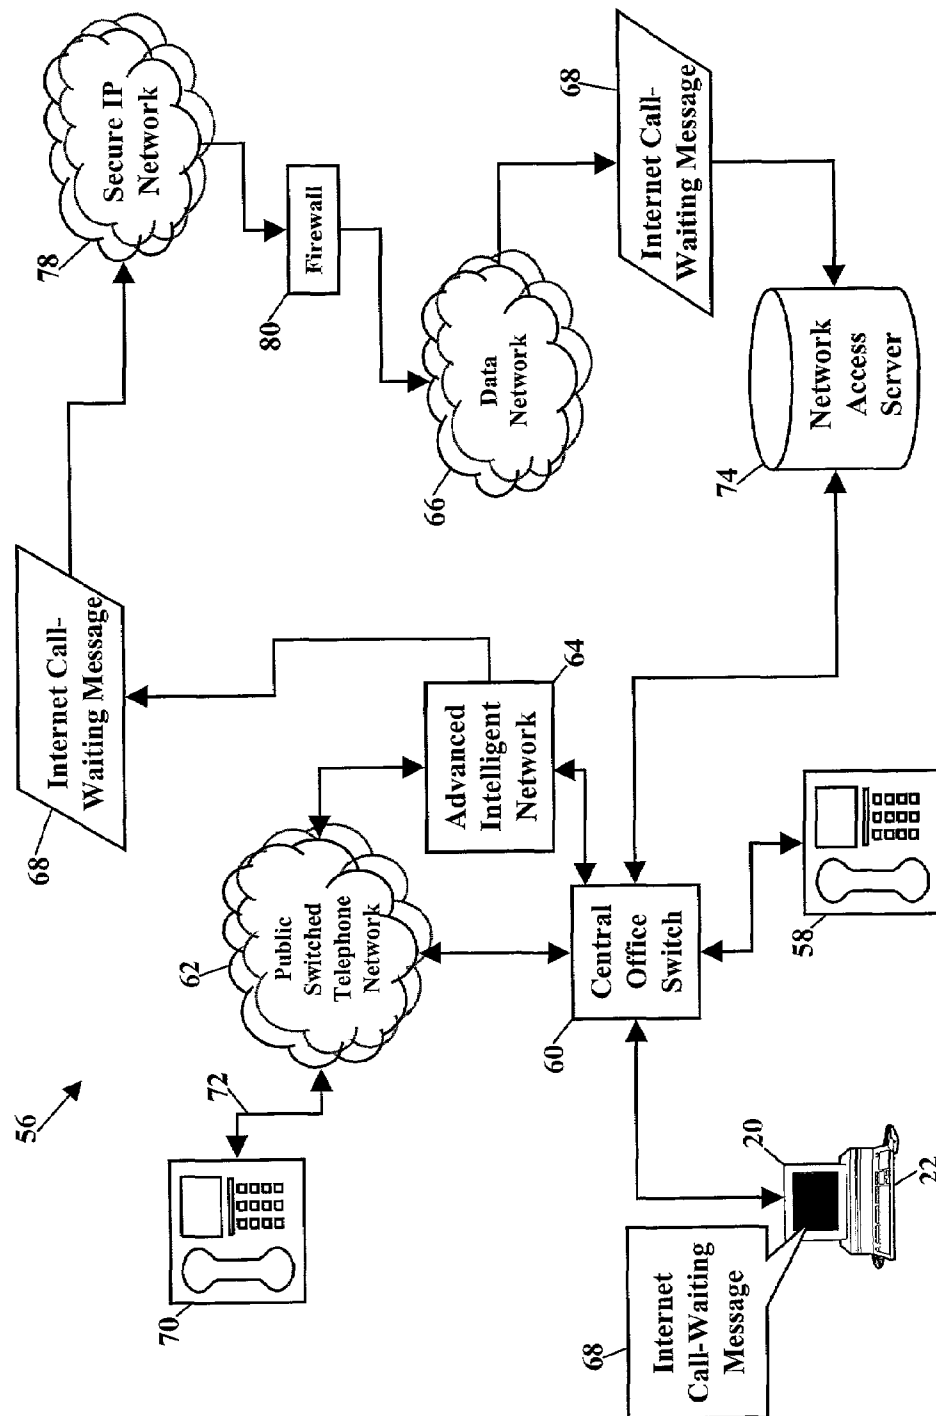 56
68
Internet Call-
Waiting Message
78
Secure IP
Network
70
72
62
Public
Switched
Telephone
Network
80
Firewall
66
Data
Network
Advanced
Intelligent
Network
64
60
Central
Office
Switch
68
Internet Call-
Waiting Message
68
Internet
Call-Waiting
Message
20
22
58
74
Network
Access
Server